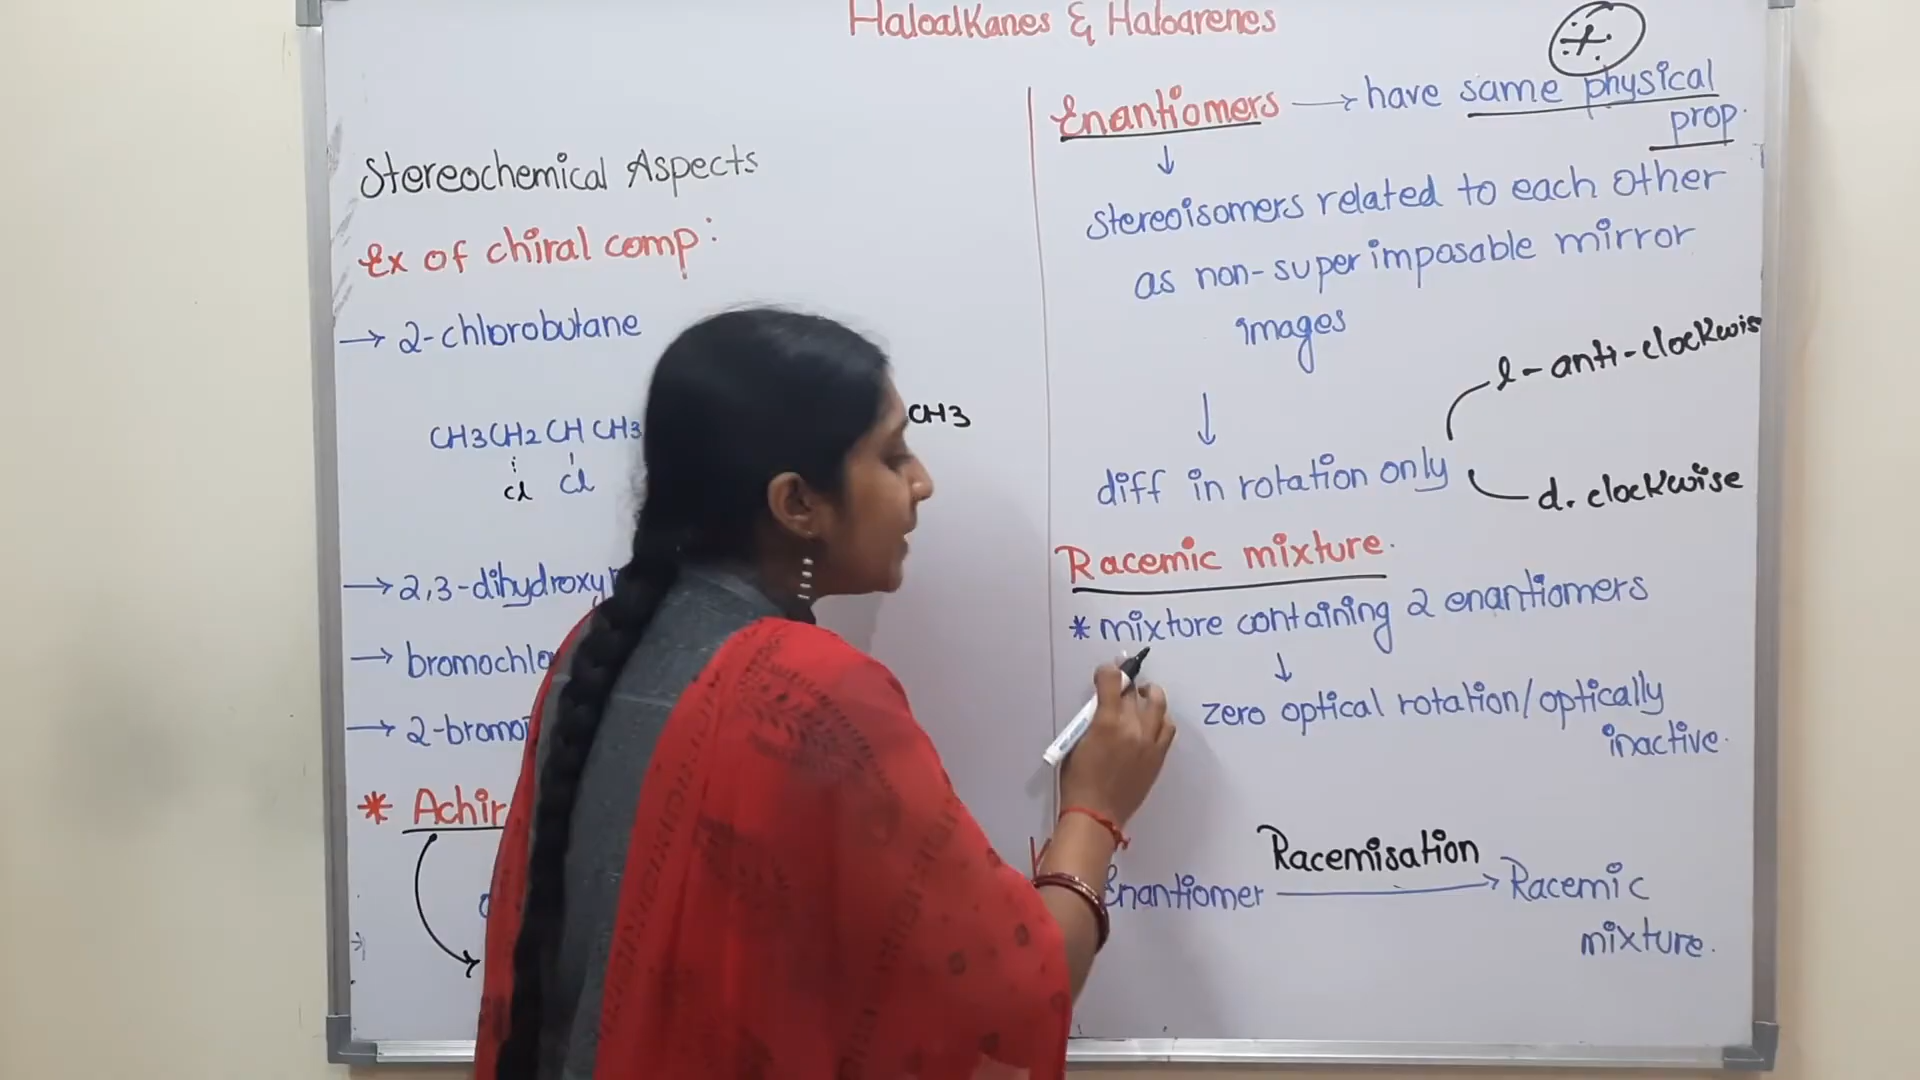 Haloalkanes & Haloarenes
Stereochemical Aspects
Ex of chiral comp:
→ 2-chlorobutane
CH3CH2CHCH3
Cl Cl
CH3
→ 2,3-dihydroxy
→ bromochlo
→ 2-bromo
* Achir
Enantiomers → have same physical
prop.
↓
stereoisomers related to each other
as non-superimposable mirror
images
↓
l - anti-clockwis
diff in rotation only
d. clockwise
Racemic mixture.
* mixture containing 2 enantiomers
↓
zero optical rotation/optically
inactive.
Racemisation
Enantiomer → Racemic
mixture.